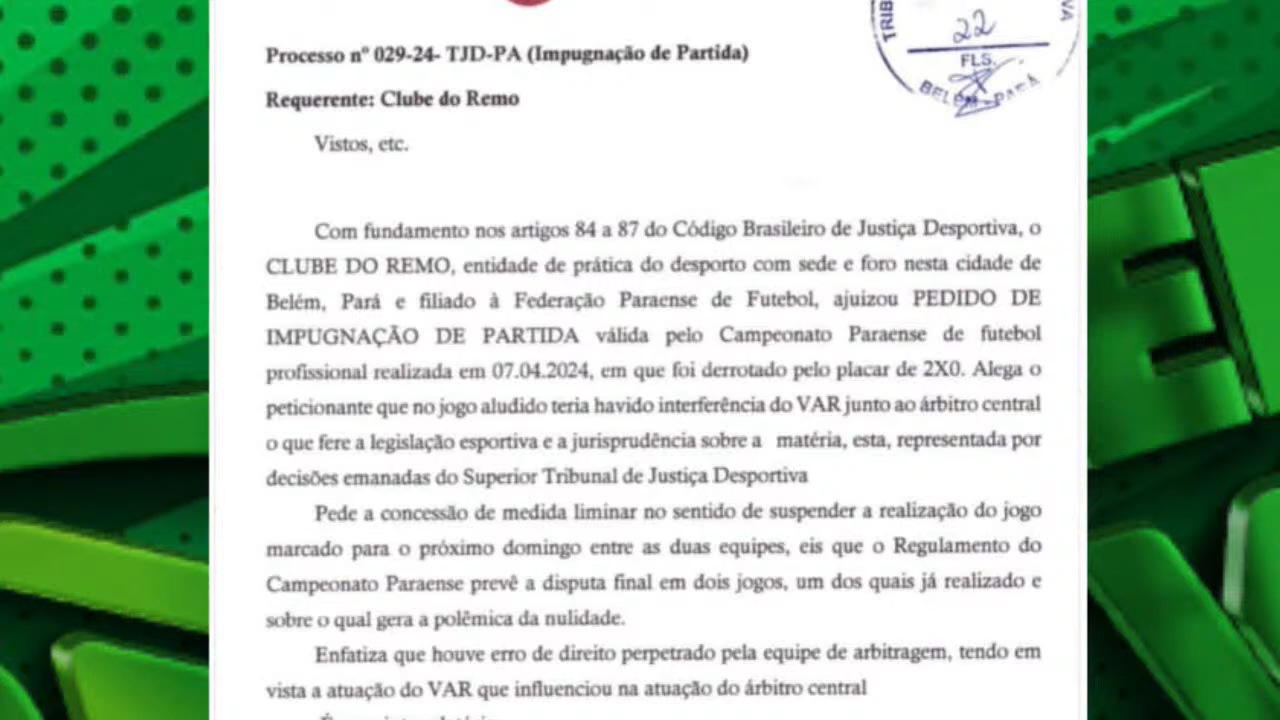 TRIB
VA
22
FLS.
BELÉM - PARÁ
Processo nº 029-24- TJD-PA (Impugnação de Partida)
Requerente: Clube do Remo
Vistos, etc.
Com fundamento nos artigos 84 a 87 do Código Brasileiro de Justiça Desportiva, o
CLUBE DO REMO, entidade de prática do desporto com sede e foro nesta cidade de
Belém, Pará e filiado à Federação Paraense de Futebol, ajuizou PEDIDO DE
IMPUGNAÇÃO DE PARTIDA válida pelo Campeonato Paraense de futebol
profissional realizada em 07.04.2024, em que foi derrotado pelo placar de 2X0. Alega o
peticionante que no jogo aludido teria havido interferência do VAR junto ao árbitro central
o que fere a legislação esportiva e a jurisprudência sobre a matéria, esta, representada por
decisões emanadas do Superior Tribunal de Justiça Desportiva
Pede a concessão de medida liminar no sentido de suspender a realização do jogo
marcado para o próximo domingo entre as duas equipes, eis que o Regulamento do
Campeonato Paraense prevê a disputa final em dois jogos, um dos quais já realizado e
sobre o qual gera a polêmica da nulidade.
Enfatiza que houve erro de direito perpetrado pela equipe de arbitragem, tendo em
vista a atuação do VAR que influenciou na atuação do árbitro central